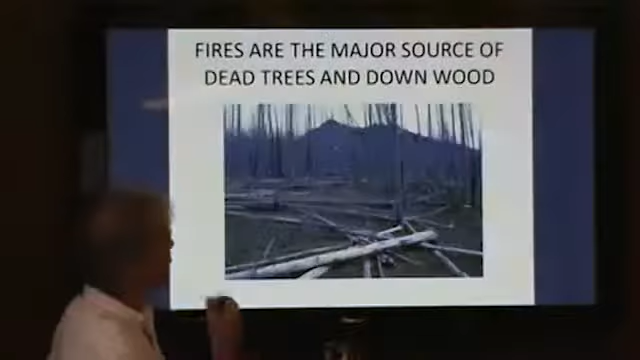 FIRES ARE THE MAJOR SOURCE OF
DEAD TREES AND DOWN WOOD